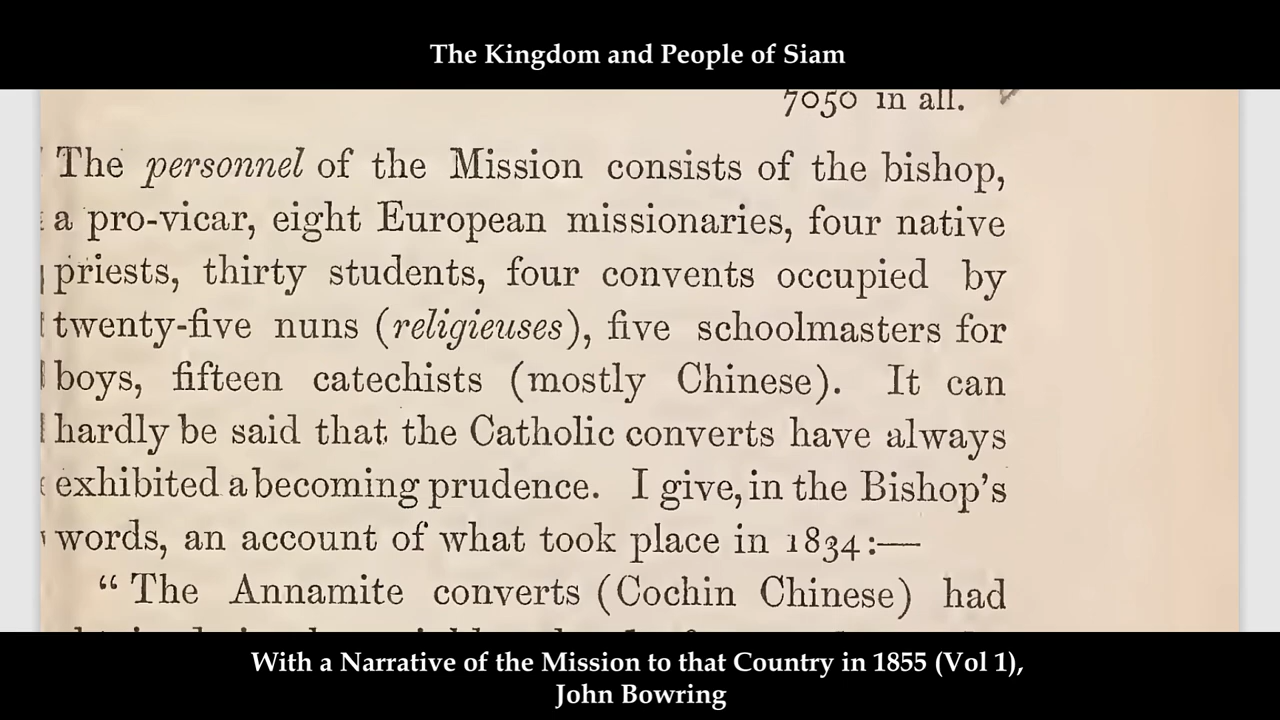 The Kingdom and People of Siam
7050 in all.
The personnel of the Mission consists of the bishop,
a pro-vicar, eight European missionaries, four native
priests, thirty students, four convents occupied by
twenty-five nuns (religieuses), five schoolmasters for
boys, fifteen catechists (mostly Chinese). It can
hardly be said that the Catholic converts have always
exhibited a becoming prudence. I give, in the Bishop's
words, an account of what took place in 1834:—
“ The Annamite converts (Cochin Chinese) had
With a Narrative of the Mission to that Country in 1855 (Vol 1),
John Bowring